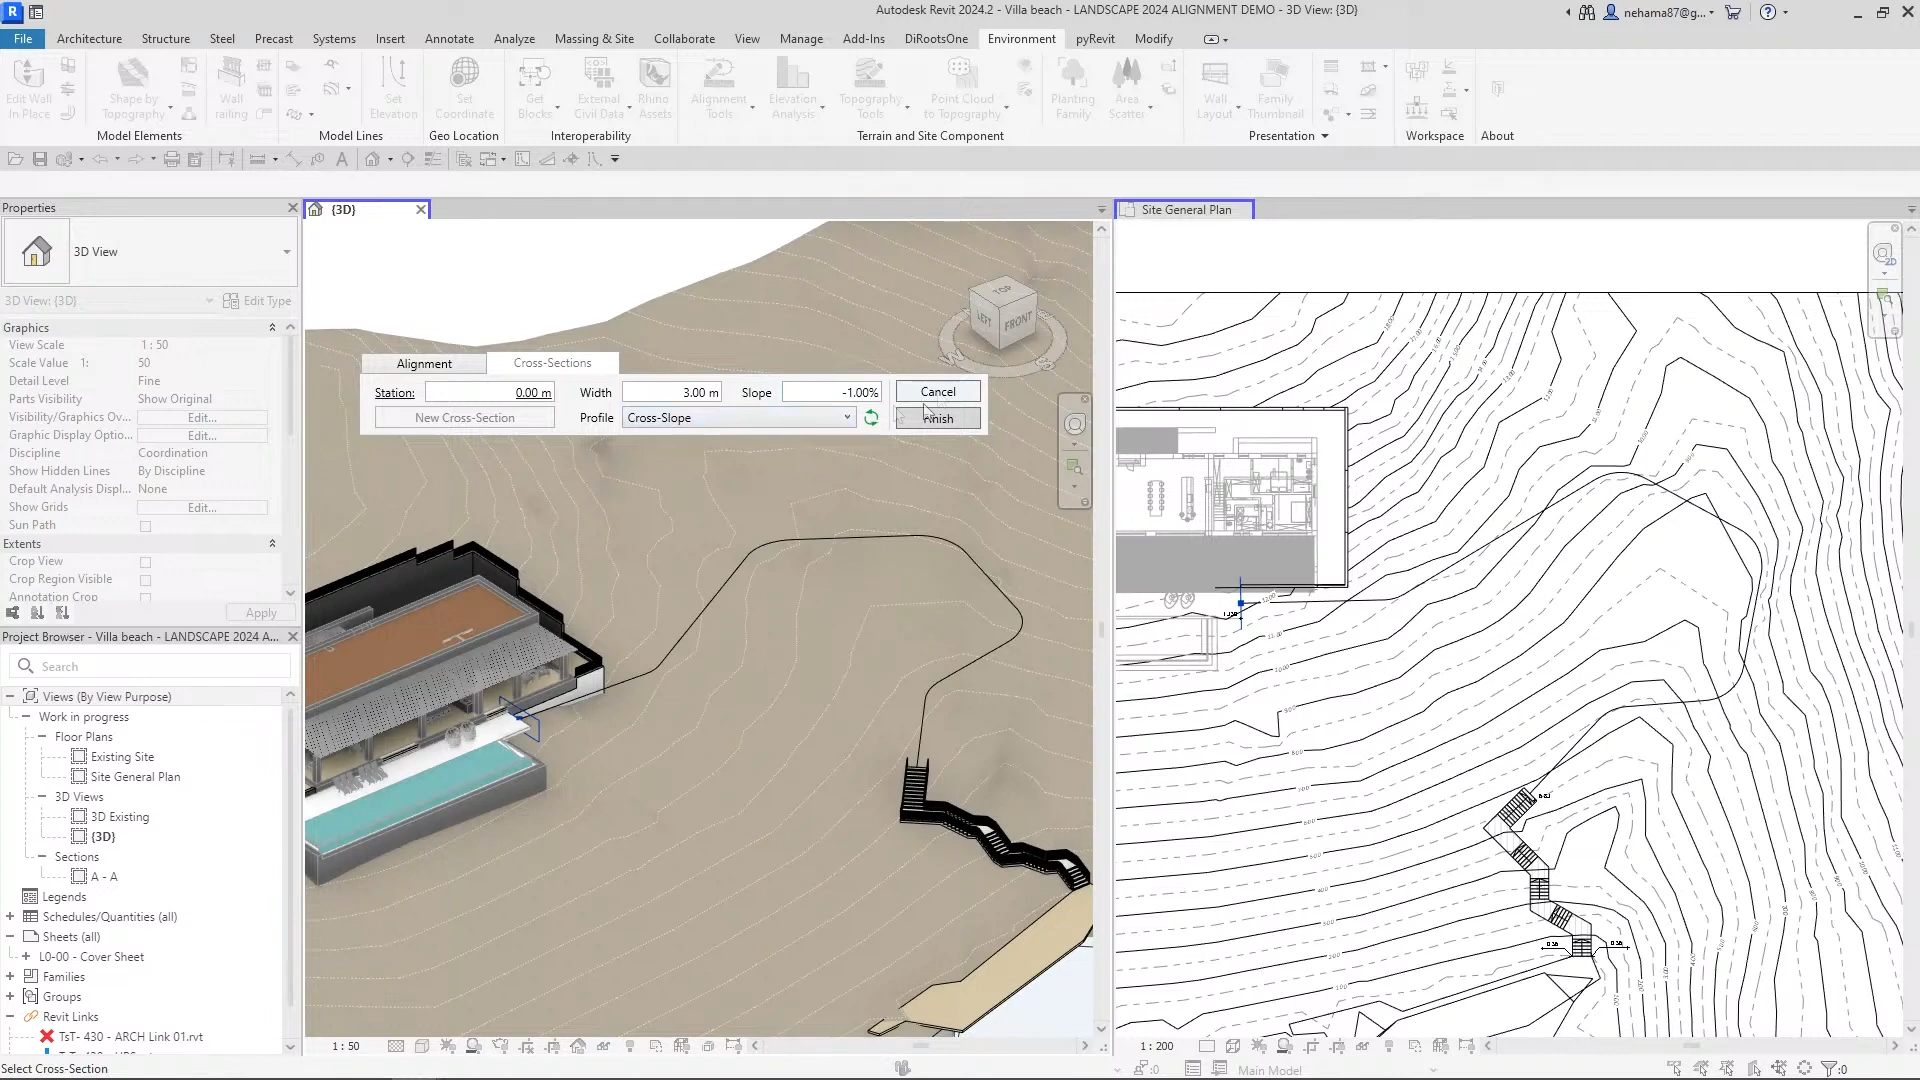 Autodesk Revit 2024.2 - Villa beach - LANDSCAPE 2024 ALIGNMENT DEMO - 3D View: {3D}
nehama87@g...
File Architecture Structure Steel Precast Systems Insert Annotate Analyze Massing & Site Collaborate View Manage Add-Ins DiRootsOne Environment pyRevit Modify
Edit Wall In Place
Shape by Topography
Wall railing
Set Elevation
Set Coordinate
Get Blocks
External Civil Data
Rhino Assets
Alignment Tools
Elevation Analysis
Topography Tools
Point Cloud to Topography
Planting Family
Area Scatter
Wall Layout
Family Thumbnail
Model Elements
Model Lines
Geo Location
Interoperability
Terrain and Site Component
Presentation
Workspace
About
Properties
3D View
3D View: {3D}
Edit Type
Graphics
View Scale 1 : 50
Scale Value 1: 50
Detail Level Fine
Parts Visibility Show Original
Visibility/Graphics Ov... Edit...
Graphic Display Optio... Edit...
Discipline Coordination
Show Hidden Lines By Discipline
Default Analysis Displ... None
Show Grids Edit...
Sun Path
Extents
Crop View
Crop Region Visible
Annotation Crop
Apply
Project Browser - Villa beach - LANDSCAPE 2024 A...
Search
Views (By View Purpose)
Work in progress
Floor Plans
Existing Site
Site General Plan
3D Views
3D Existing
{3D}
Sections
A - A
Legends
Schedules/Quantities (all)
Sheets (all)
L0-00 - Cover Sheet
Families
Groups
Revit Links
TsT- 430 - ARCH Link 01.rvt
Select Cross-Section
{3D}
TOP
LEFT
FRONT
W
S
Alignment
Cross-Sections
Station: 0.00 m Width 3.00 m Slope -1.00% Cancel
New Cross-Section Profile Cross-Slope Finish
1 : 50
Site General Plan
2D
1 : 200
:0
Main Model
:0